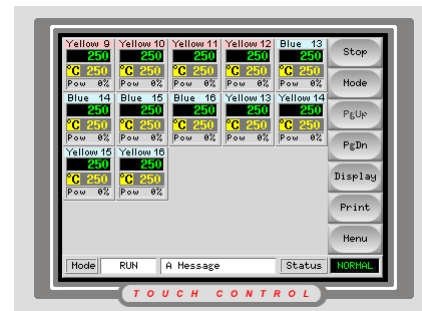 Yellow 9 Yellow 10 Yellow 11 Yellow 12 Blue 13
250 250 250 250 250
°C 250 °C 250 °C 250 °C 250 °C 250
Pow 0% Pow 0% Pow 0% Pow 0% Pow 0%
Blue 14 Blue 15 Blue 16 Yellow 13 Yellow 14
250 250 250 250 250
°C 250 °C 250 °C 250 °C 250 °C 250
Pow 0% Pow 0% Pow 0% Pow 0% Pow 0%
Yellow 15 Yellow 16
250 250
°C 250 °C 250
Pow 0% Pow 0%
Stop
Mode
PgUp
PgDn
Display
Print
Menu
Mode RUN A Message Status NORMAL
TOUCH CONTROL